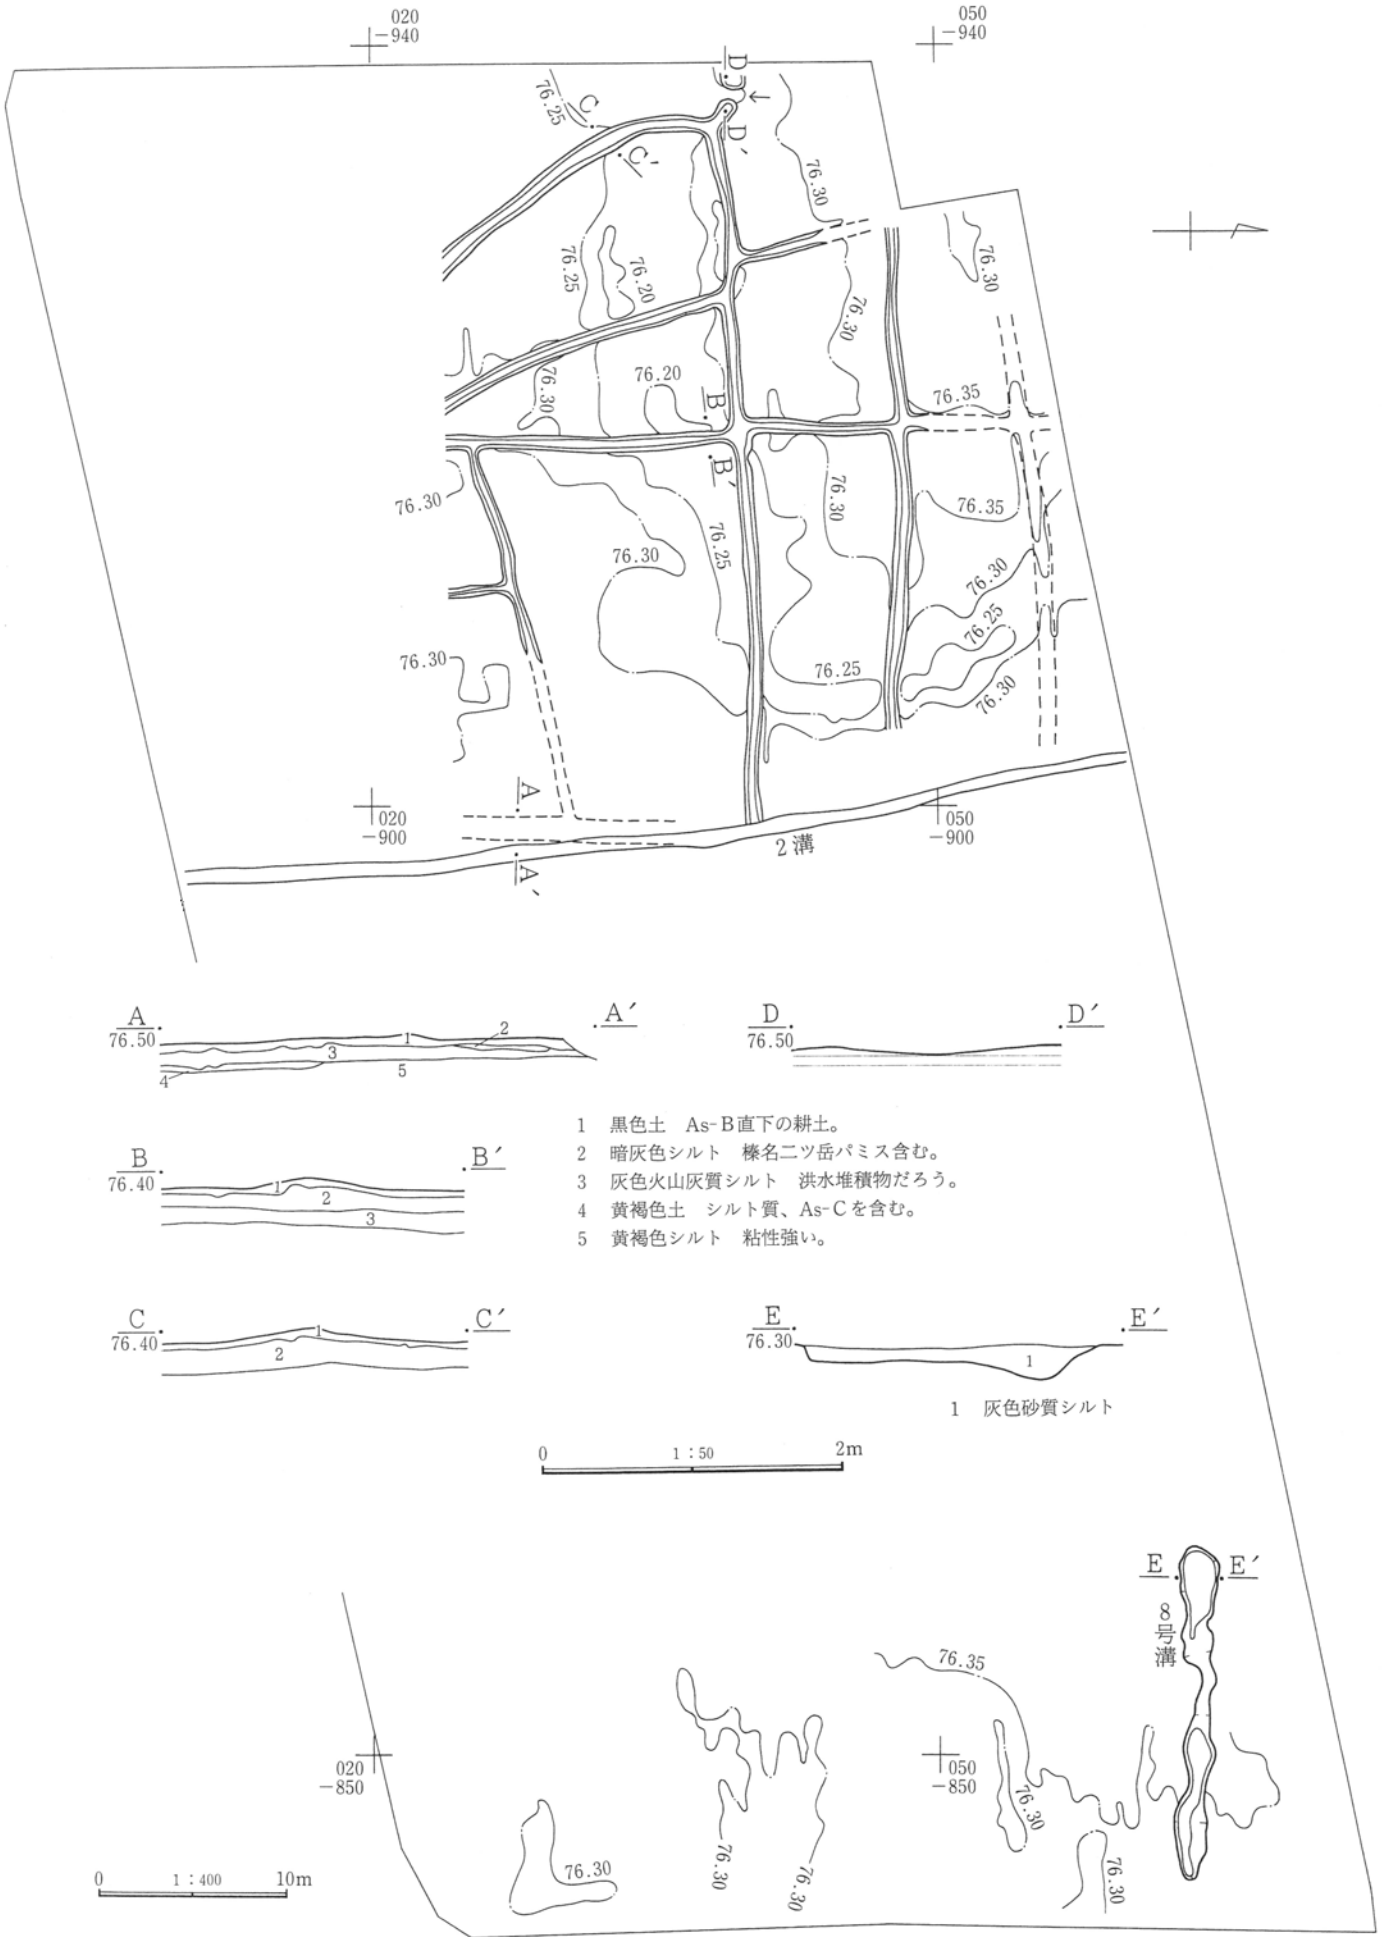 020
-940
050
-940
D
D′
←
76.25
C
C′
76.30
76.30
76.25
76.20
76.30
76.30
76.20
B
B′
76.35
76.30
76.30
76.25
76.30
76.35
76.30
76.25
76.30
76.30
76.25
A
A′
020
-900
050
-900
2溝
A
76.50
A′
1
2
3
4
5
D
76.50
D′
B
76.40
B′
1
2
3
1 黒色土 As-B直下の耕土。
2 暗灰色シルト 榛名二ツ岳パミス含む。
3 灰色火山灰質シルト 洪水堆積物だろう。
4 黄褐色土 シルト質、As-Cを含む。
5 黄褐色シルト 粘性強い。
C
76.40
C′
1
2
E
76.30
E′
1
1 灰色砂質シルト
0 1:50 2m
E
E′
8号溝
76.35
020
-850
050
-850
76.30
76.30
76.30
76.30
76.30
0 1:400 10m